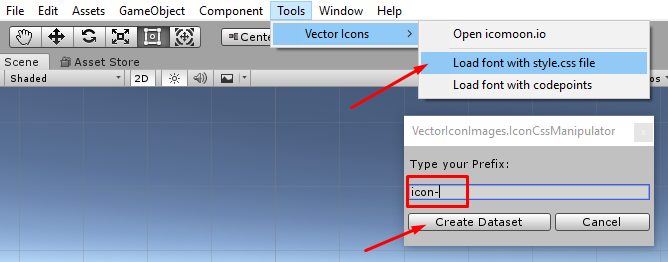 File Edit Assets GameObject Component Tools Window Help
Cente
Vector Icons
Open icomoon.io
Load font with style.css file
Load font with codepoints
Scene Asset Store
Shaded 2D
VectorIconImages.IconCssManipulator
Type your Prefix:
icon-
Create Dataset Cancel